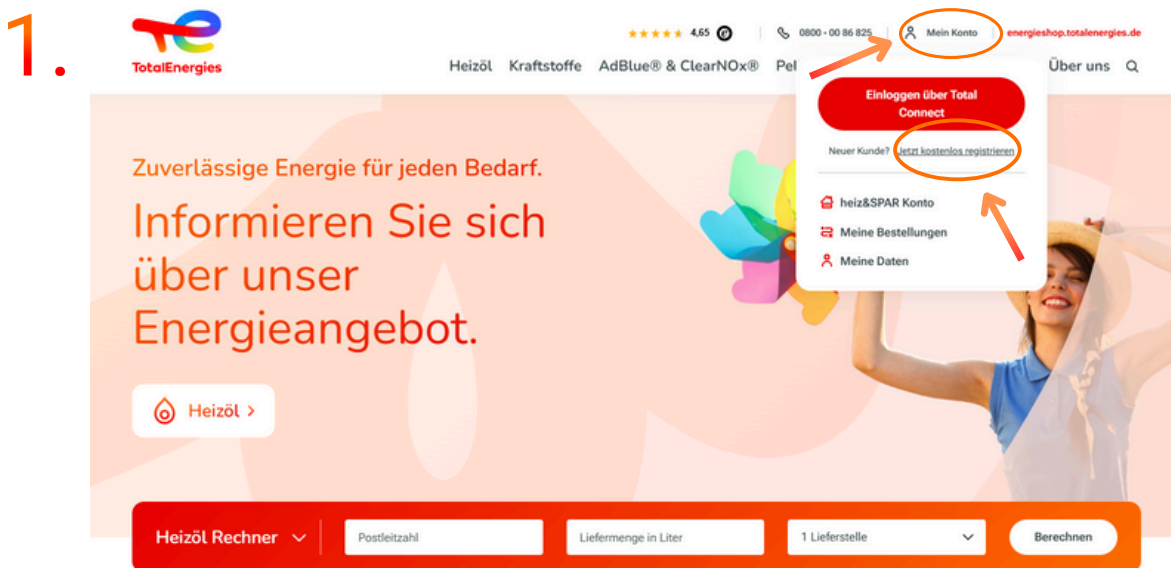 1.
TotalEnergies
4,65
0800 - 00 86 825
Mein Konto
energieshop.totalenergies.de
Heizöl Kraftstoffe AdBlue® & ClearNOx® Pel Über uns
Einloggen über Total
Connect
Neuer Kunde? Jetzt kostenlos registrieren
heiz&SPAR Konto
Meine Bestellungen
Meine Daten
Zuverlässige Energie für jeden Bedarf.
Informieren Sie sich
über unser
Energieangebot.
Heizöl >
Heizöl Rechner
Postleitzahl
Liefermenge in Liter
1 Lieferstelle
Berechnen